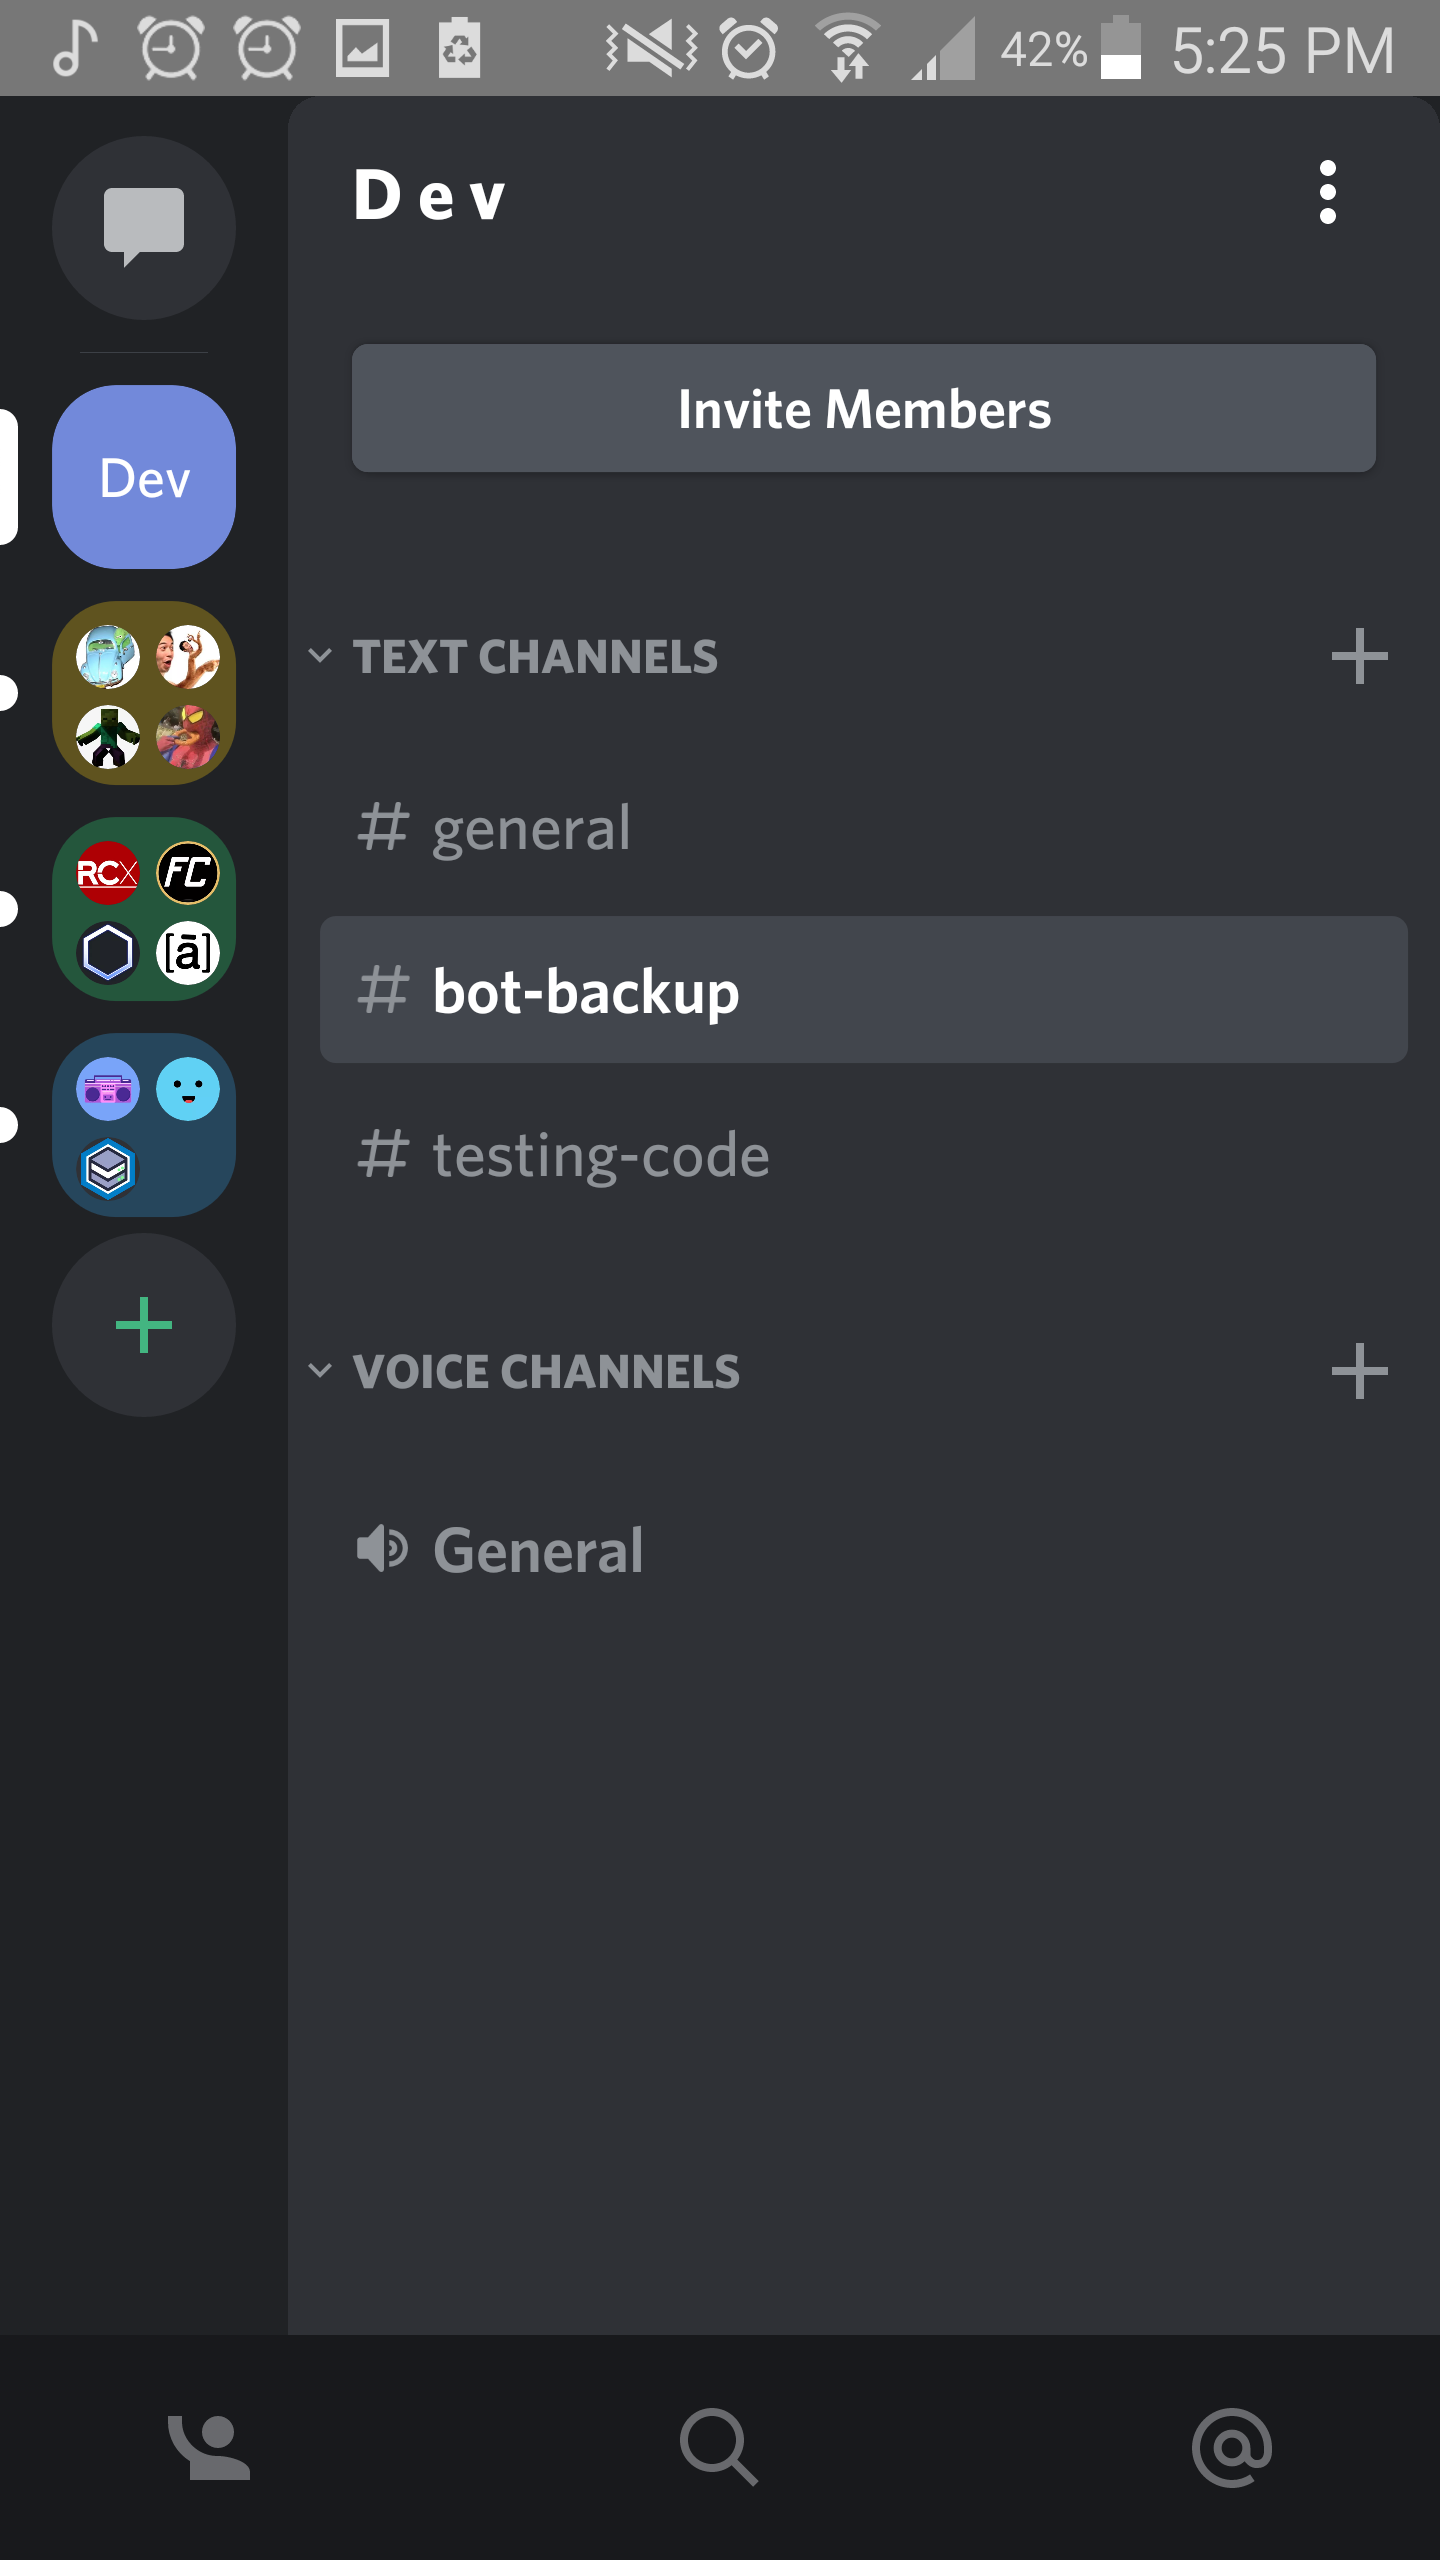 42% 5:25 PM
D e v
Invite Members
Dev
TEXT CHANNELS
# general
RCX FC
[ā]
# bot-backup
# testing-code
VOICE CHANNELS
General
@